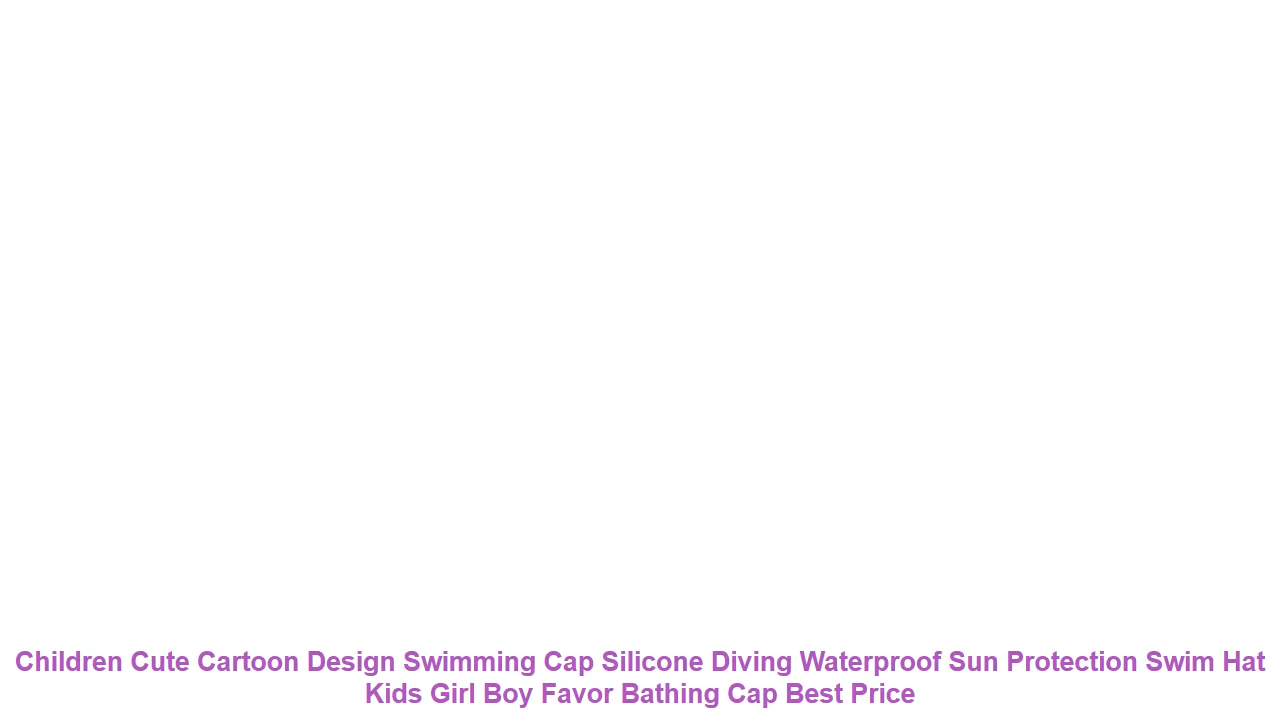 Children Cute Cartoon Design Swimming Cap Silicone Diving Waterproof Sun Protection Swim Hat
Kids Girl Boy Favor Bathing Cap Best Price